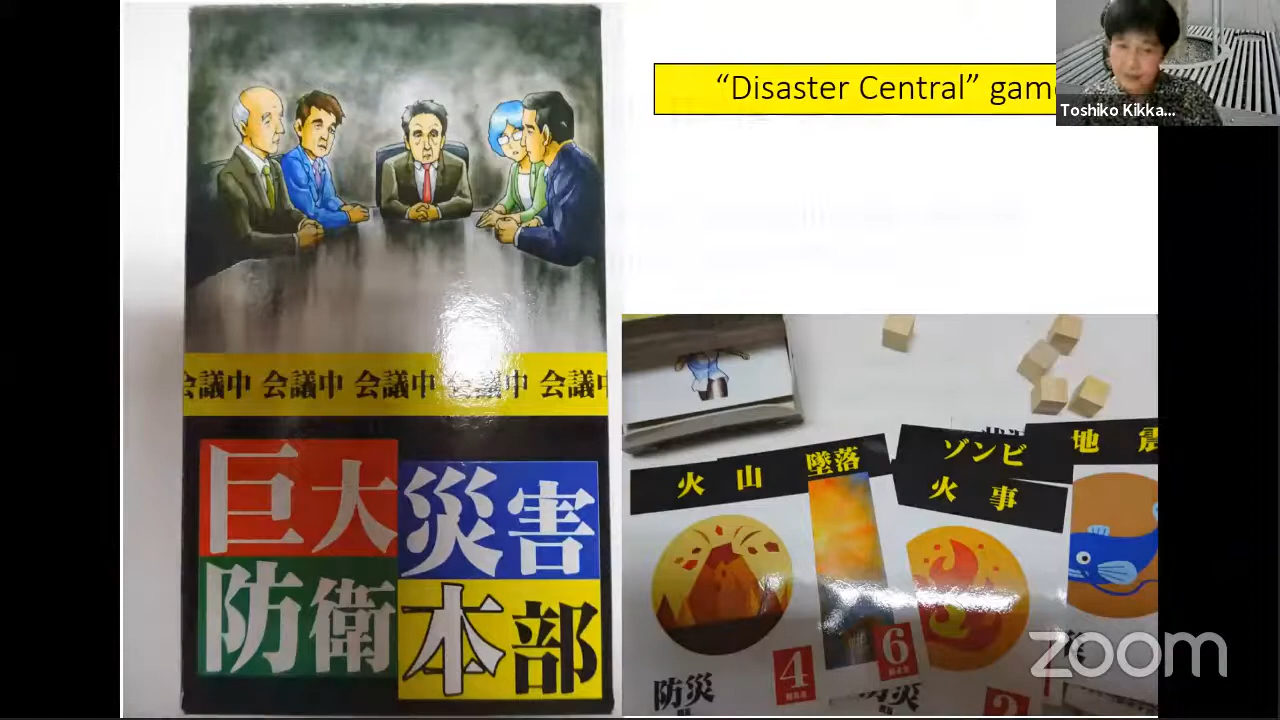 “Disaster Central” gam
Toshiko Kikka...
会議中 会議中 会議中 会議中 会議中
巨大災害
防衛本部
火山
墜落
ゾンビ
火事
地震
防災
4
6
防災
zoom